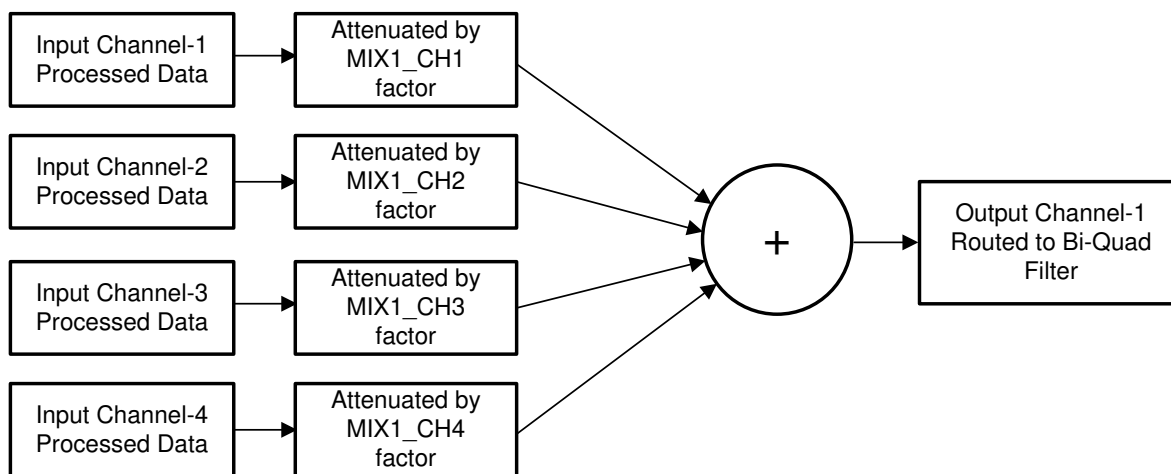 Input Channel-1
Processed Data
Attenuated by
MIX1_CH1
factor
Input Channel-2
Processed Data
Attenuated by
MIX1_CH2
factor
Input Channel-3
Processed Data
Attenuated by
MIX1_CH3
factor
Input Channel-4
Processed Data
Attenuated by
MIX1_CH4
factor
+
Output Channel-1
Routed to Bi-Quad
Filter